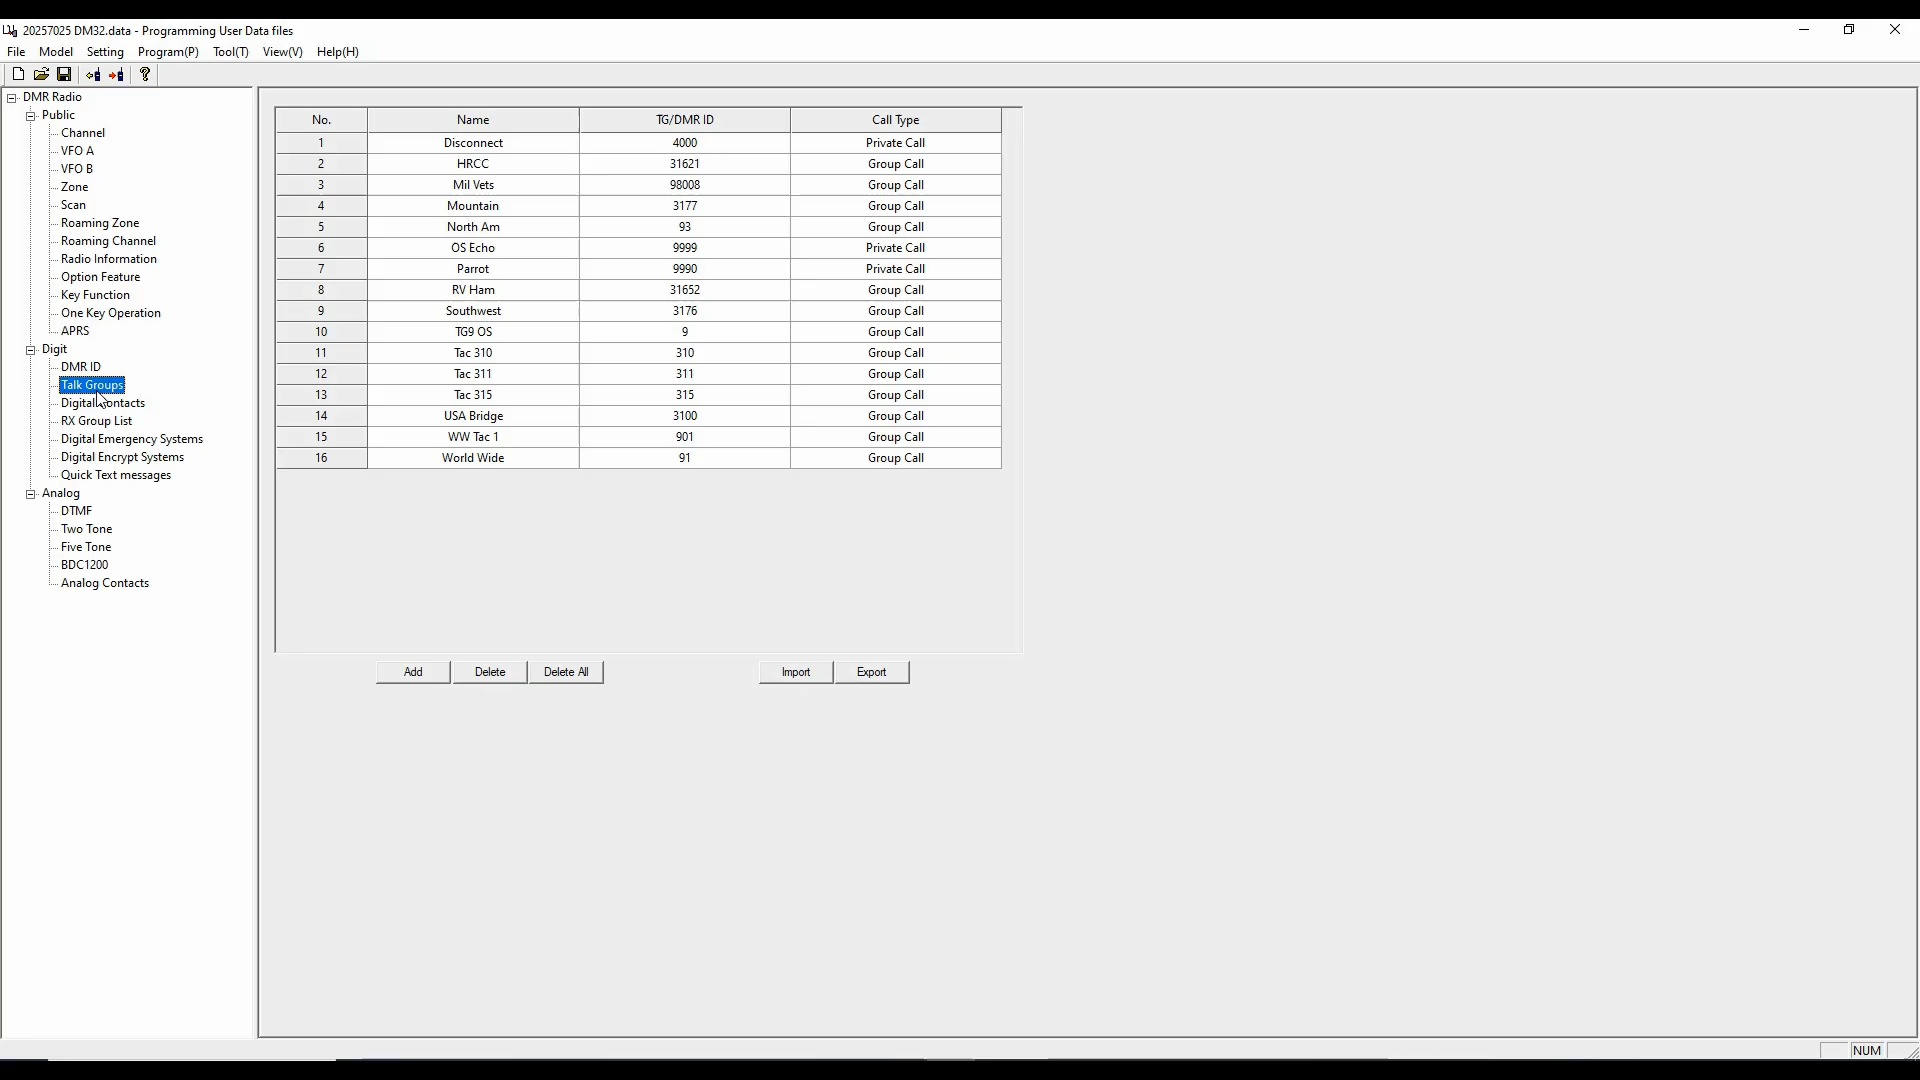 20257025 DM32.data - Programming User Data files
File Model Setting Program(P) Tool(T) View(V) Help(H)
DMR Radio
Public
Channel
VFO A
VFO B
Zone
Scan
Roaming Zone
Roaming Channel
Radio Information
Option Feature
Key Function
One Key Operation
APRS
Digit
DMR ID
Talk Groups
Digital Contacts
RX Group List
Digital Emergency Systems
Digital Encrypt Systems
Quick Text messages
Analog
DTMF
Two Tone
Five Tone
BDC1200
Analog Contacts
No. Name TG/DMR ID Call Type
1 Disconnect 4000 Private Call
2 HRCC 31621 Group Call
3 Mil Vets 98008 Group Call
4 Mountain 3177 Group Call
5 North Am 93 Group Call
6 OS Echo 9999 Private Call
7 Parrot 9990 Private Call
8 RV Ham 31652 Group Call
9 Southwest 3176 Group Call
10 TG9 OS 9 Group Call
11 Tac 310 310 Group Call
12 Tac 311 311 Group Call
13 Tac 315 315 Group Call
14 USA Bridge 3100 Group Call
15 WW Tac 1 901 Group Call
16 World Wide 91 Group Call
Add Delete Delete All Import Export
NUM